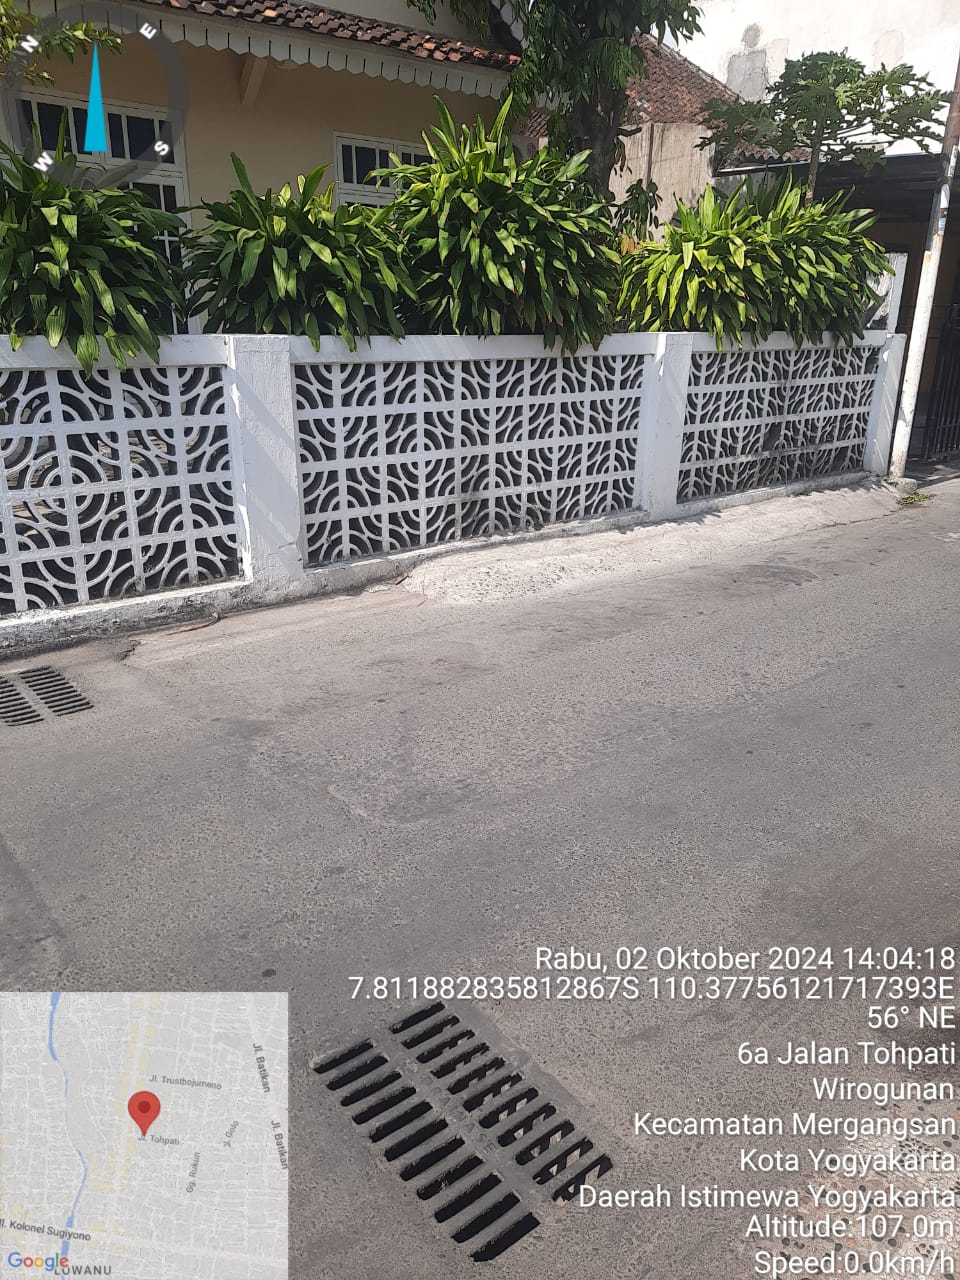 N
E
W
S
Rabu, 02 Oktober 2024 14:04:18
7.811882835812867S 110.37756121717393E
56° NE
6a Jalan Tohpati
Wirogunan
Kecamatan Mergangsan
Kota Yogyakarta
Daerah Istimewa Yogyakarta
Altitude:107.0m
Speed:0.0km/h
Jl. Batikan
Jl. Trusthojumeno
Jl. Tohpati
Jl. Golo
Jl. Batikan
Gg. Rukun
Jl. Kolonel Sugiyono
Google
LOWANU